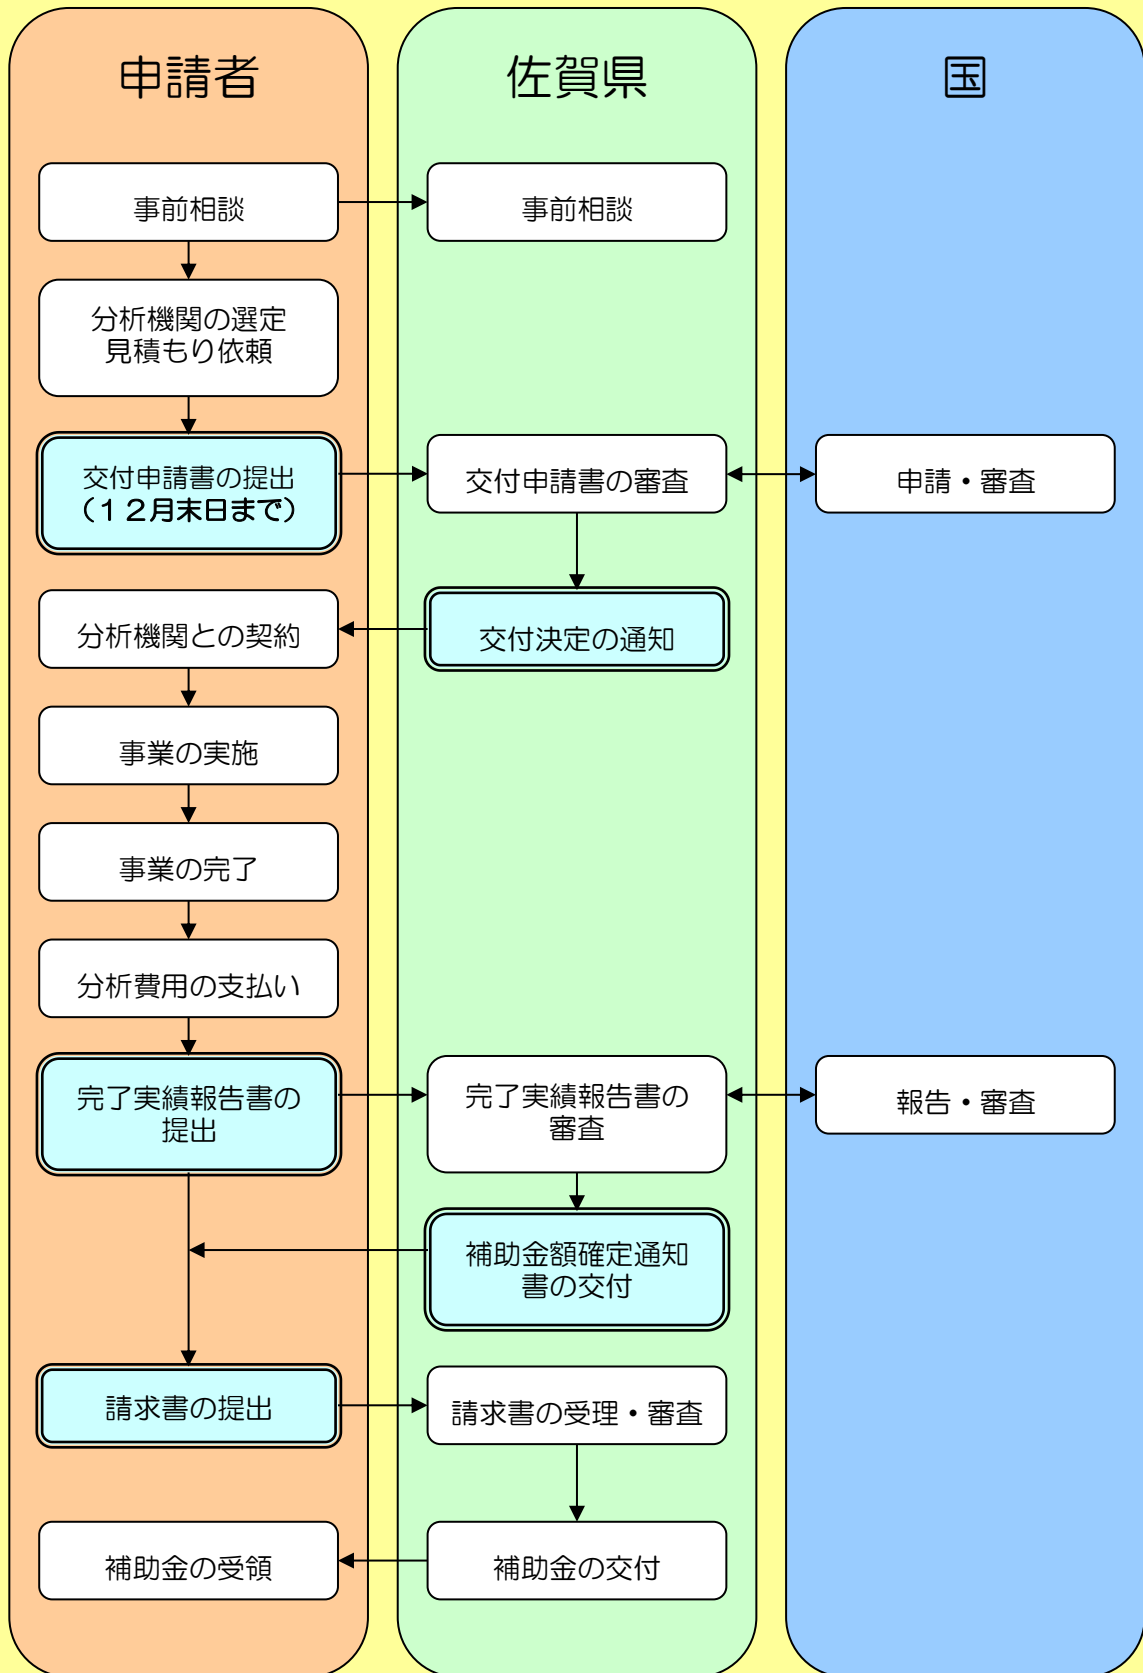 申請者
佐賀県
国
事前相談
事前相談
分析機関の選定
見積もり依頼
交付申請書の提出
（１２月末日まで）
交付申請書の審査
申請・審査
分析機関との契約
交付決定の通知
事業の実施
事業の完了
分析費用の支払い
完了実績報告書の
提出
完了実績報告書の
審査
報告・審査
補助金額確定通知
書の交付
請求書の提出
請求書の受理・審査
補助金の受領
補助金の交付